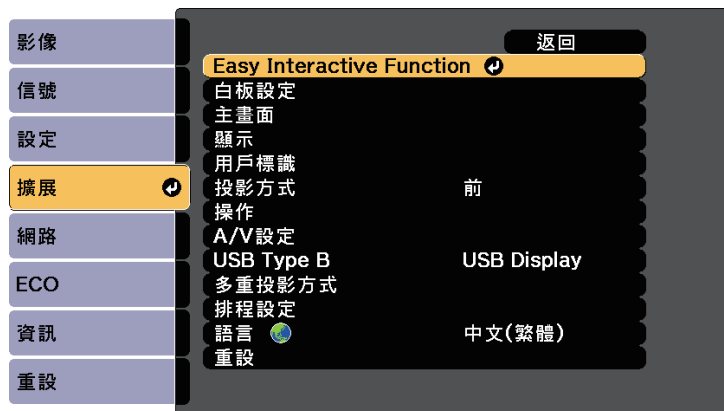 影像
信號
設定
擴展
網路
ECO
資訊
重設
返回
Easy Interactive Function
白板設定
主畫面
顯示
用戶標識
投影方式 前
操作
A/V設定
USB Type B USB Display
多重投影方式
排程設定
語言 中文(繁體)
重設